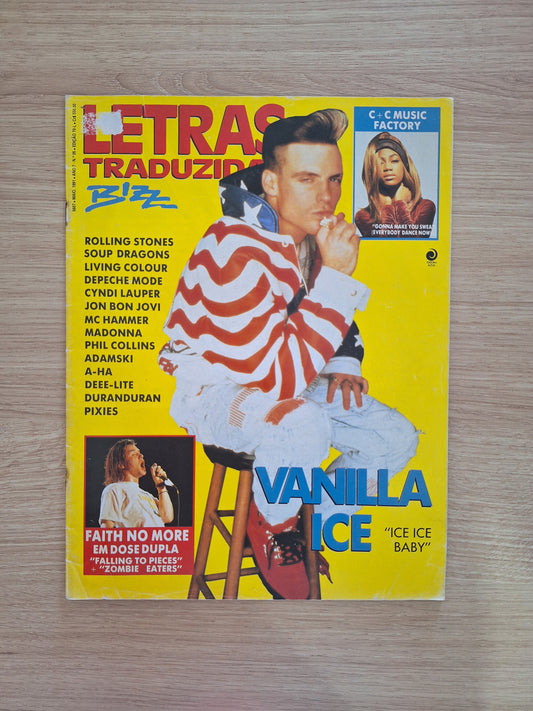 LETRAS
TRADUZIDA
BIZZ
C+C MUSIC
FACTORY
"GONNA MAKE YOU SWEA
EVERYBODY DANCE NOW
ROLLING STONES
SOUP DRAGONS
LIVING COLOUR
DEPECHE MODE
CYNDI LAUPER
JON BON JOVI
MC HAMMER
MADONNA
PHIL COLLINS
ADAMSKI
A-HA
DEEE-LITE
DURANDURAN
PIXIES
VANILLA
ICE
"ICE ICE
BABY"
FAITH NO MORE
EM DOSE DUPLA
"FALLING TO PIECES"
+ "ZOMBIE EATERS"